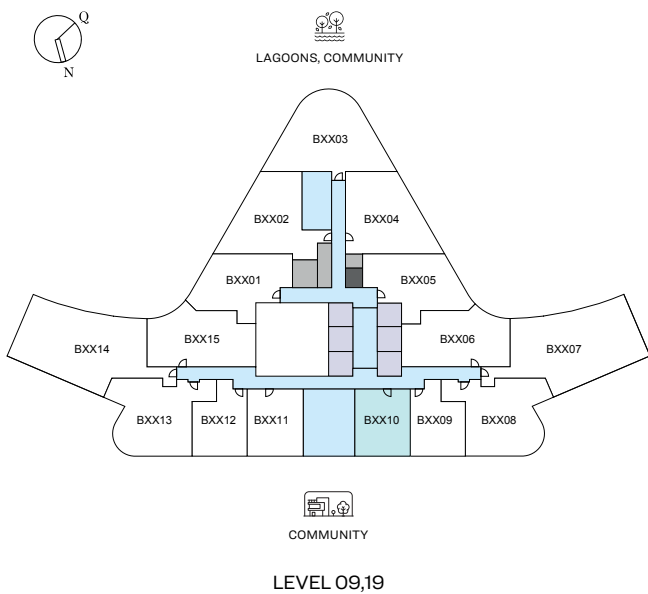 Q
N
LAGOONS, COMMUNITY
BXX03
BXX02
BXX04
BXX01
BXX05
BXX14
BXX15
BXX06
BXX07
BXX13
BXX12
BXX11
BXX10
BXX09
BXX08
COMMUNITY
LEVEL 09,19